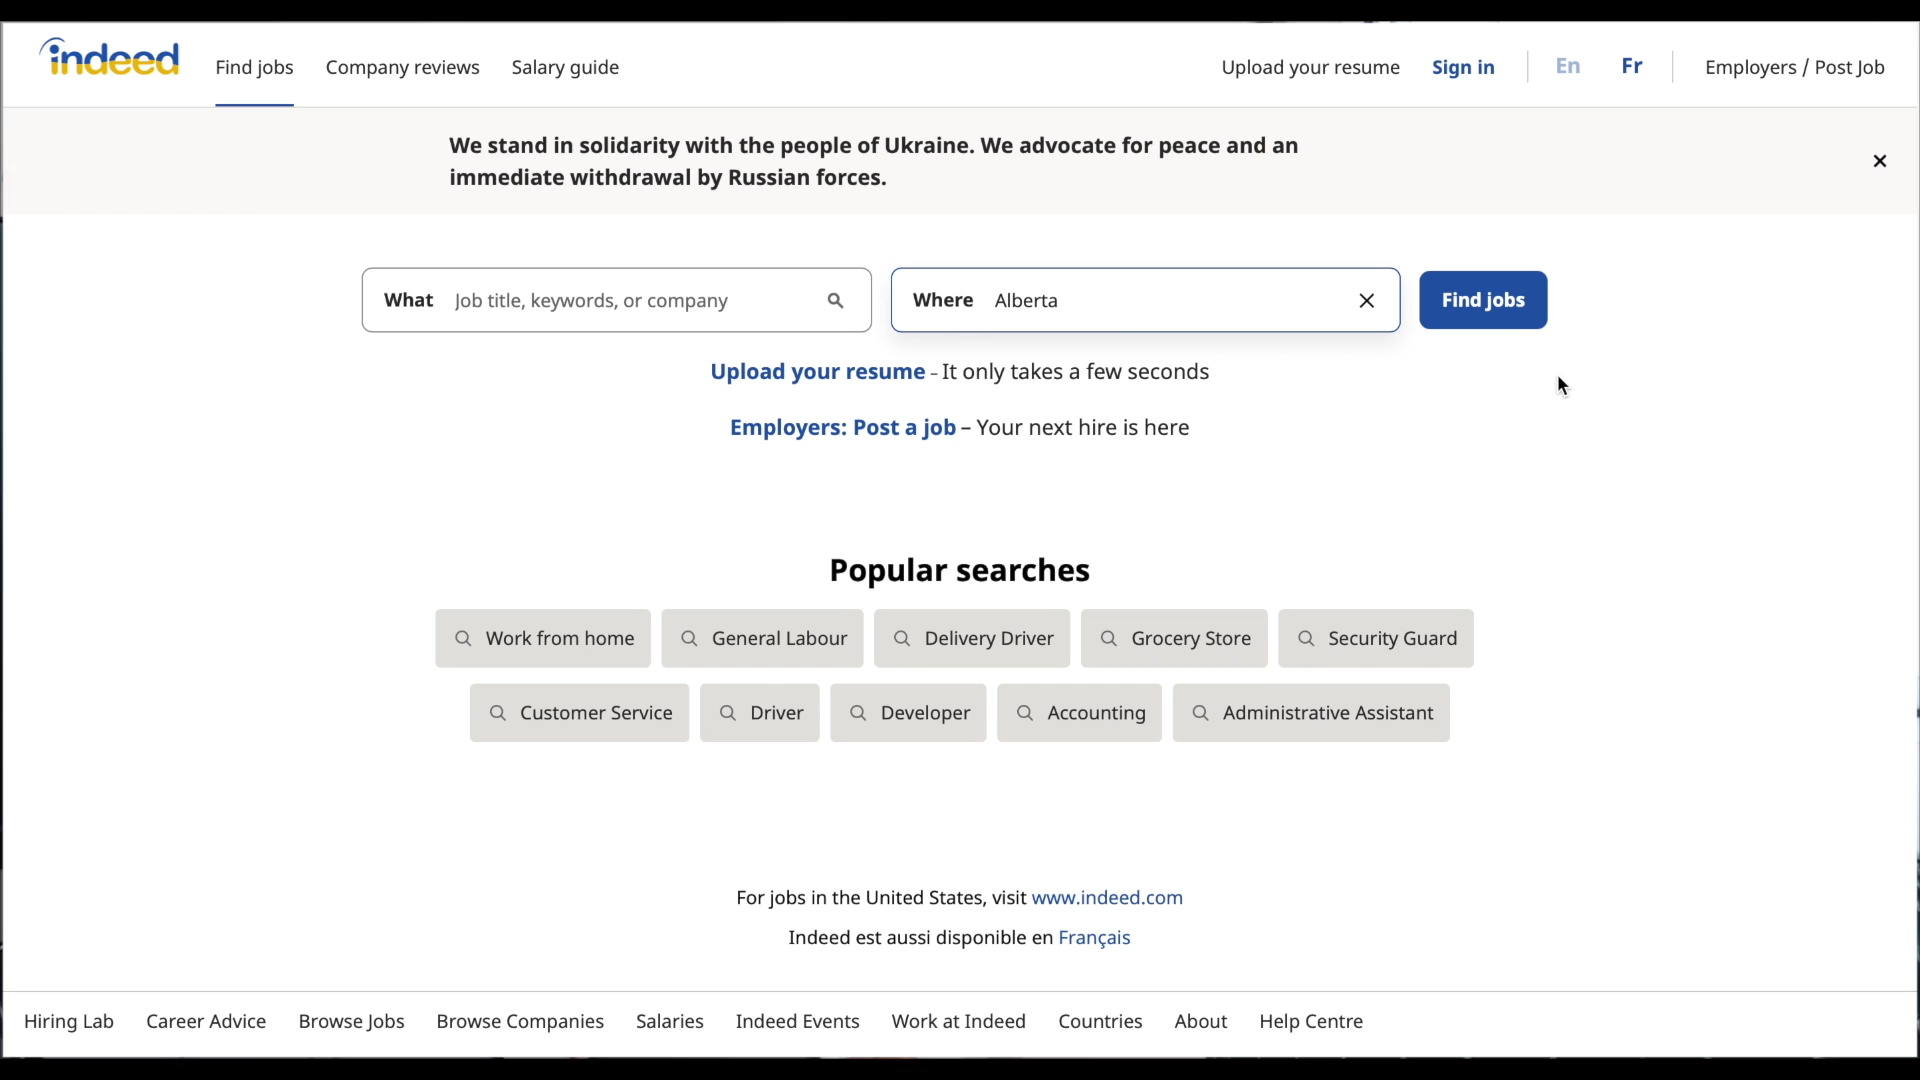 indeed
Find jobs
Company reviews
Salary guide
Upload your resume
Sign in
En
Fr
Employers / Post Job
We stand in solidarity with the people of Ukraine. We advocate for peace and an
immediate withdrawal by Russian forces.
What Job title, keywords, or company
Where Alberta
Find jobs
Upload your resume - It only takes a few seconds
Employers: Post a job – Your next hire is here
Popular searches
Work from home
General Labour
Delivery Driver
Grocery Store
Security Guard
Customer Service
Driver
Developer
Accounting
Administrative Assistant
For jobs in the United States, visit www.indeed.com
Indeed est aussi disponible en Français
Hiring Lab
Career Advice
Browse Jobs
Browse Companies
Salaries
Indeed Events
Work at Indeed
Countries
About
Help Centre